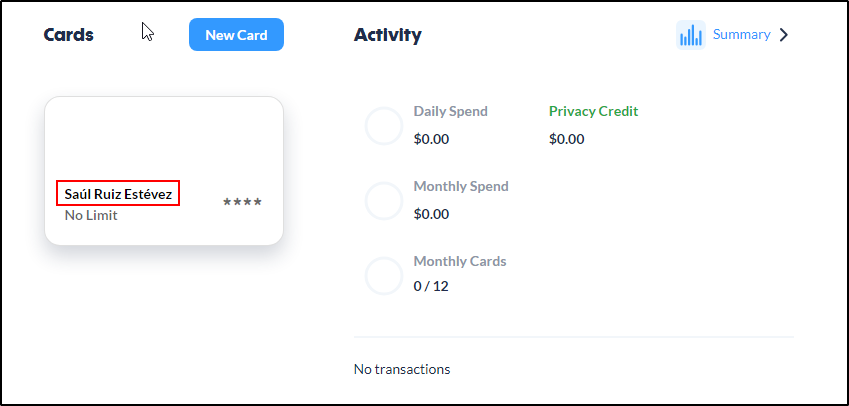 Cards
New Card
Saúl Ruiz Estévez
No Limit
****
Activity
Summary
Daily Spend
$0.00
Privacy Credit
$0.00
Monthly Spend
$0.00
Monthly Cards
0 / 12
No transactions